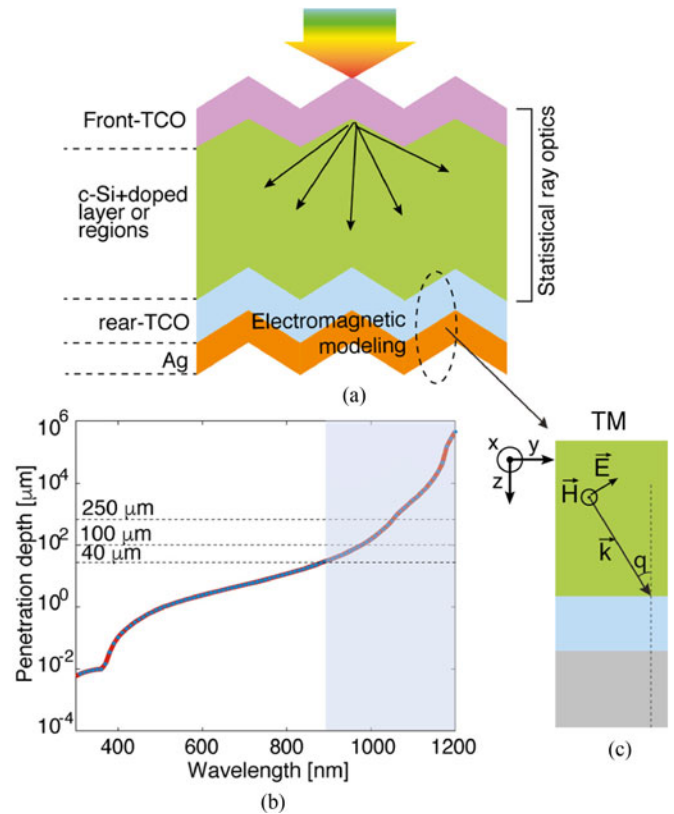 Front-TCO
c-Si+doped
layer or
regions
rear-TCO
Ag
Electromagnetic
modeling
Statistical ray optics
(a)
Penetration depth [μm]
10^6
10^4
250 μm
10^2
100 μm
40 μm
10^0
10^-2
10^-4
400 600 800 1000 1200
Wavelength [nm]
(b)
TM
x
y
z
E
H
k
q
(c)